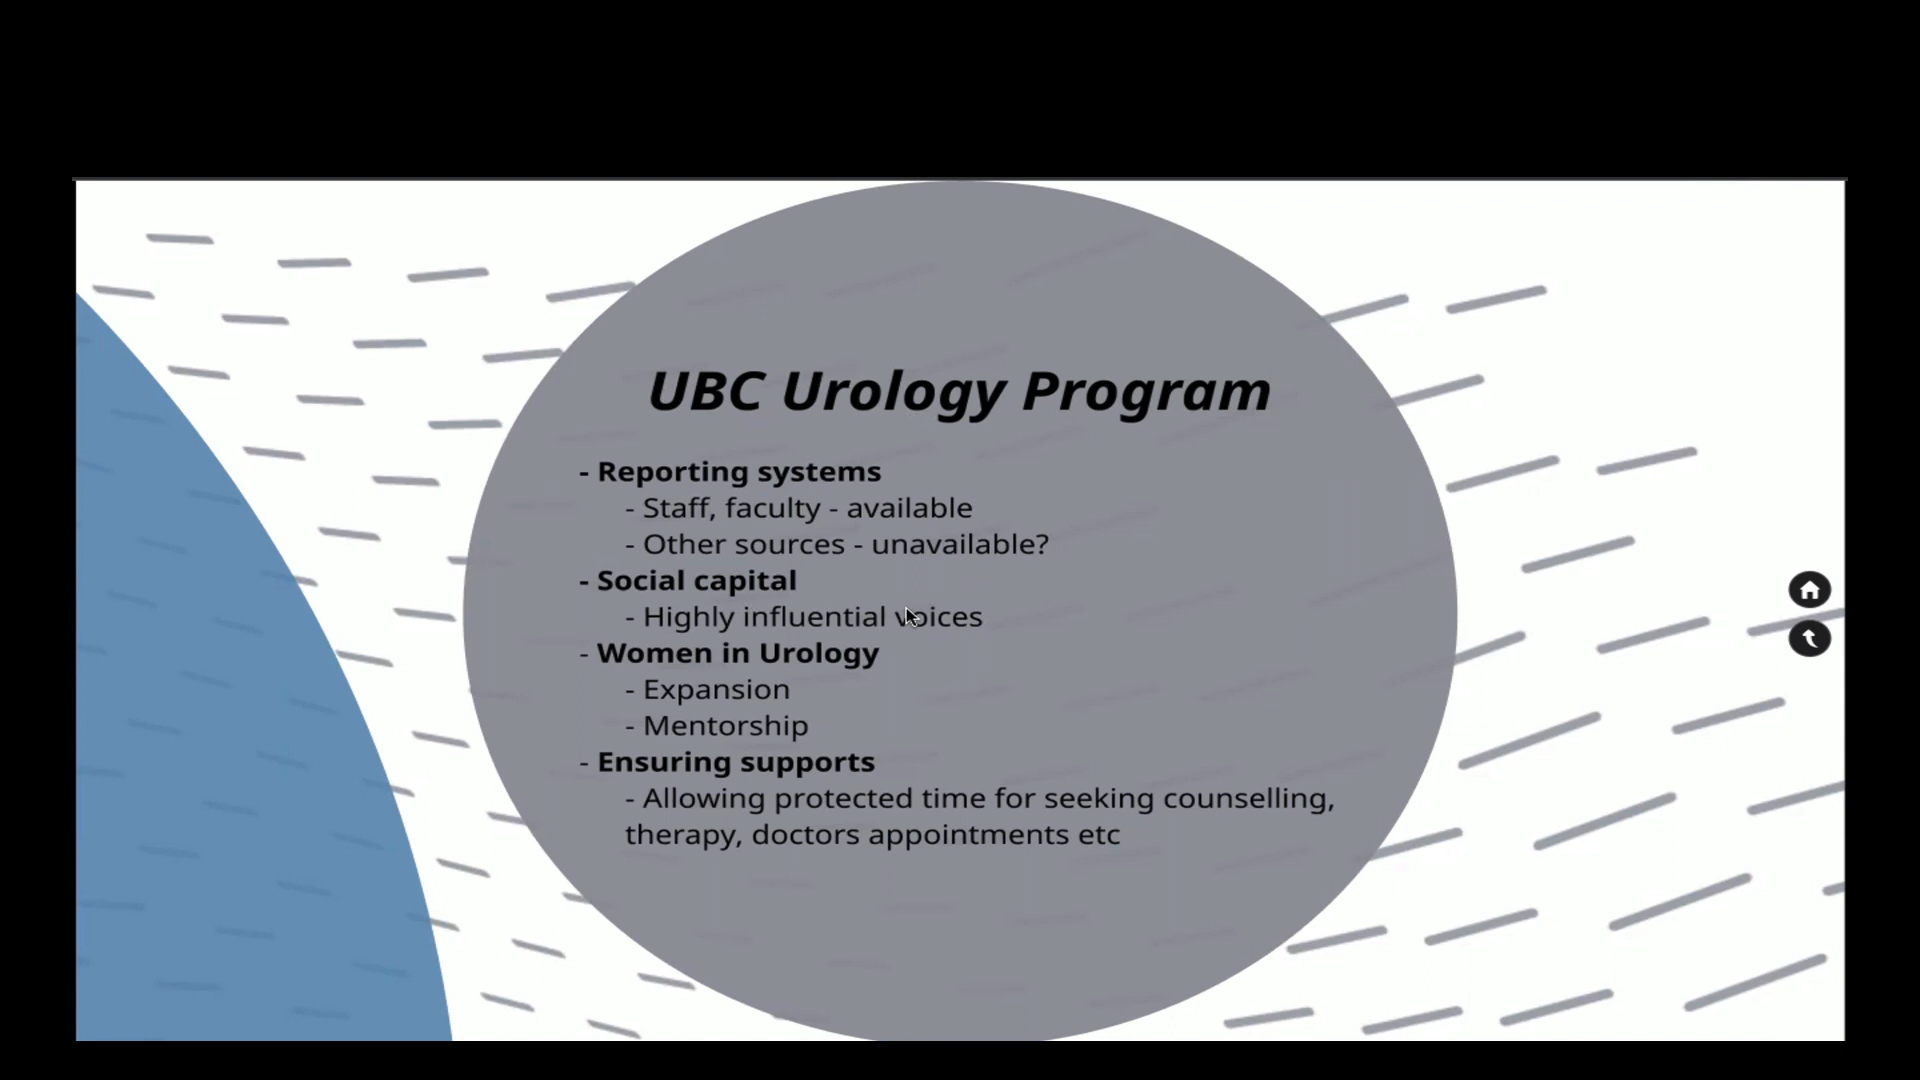 UBC Urology Program
- Reporting systems
- Staff, faculty - available
- Other sources - unavailable?
- Social capital
- Highly influential voices
- Women in Urology
- Expansion
- Mentorship
- Ensuring supports
- Allowing protected time for seeking counselling,
therapy, doctors appointments etc